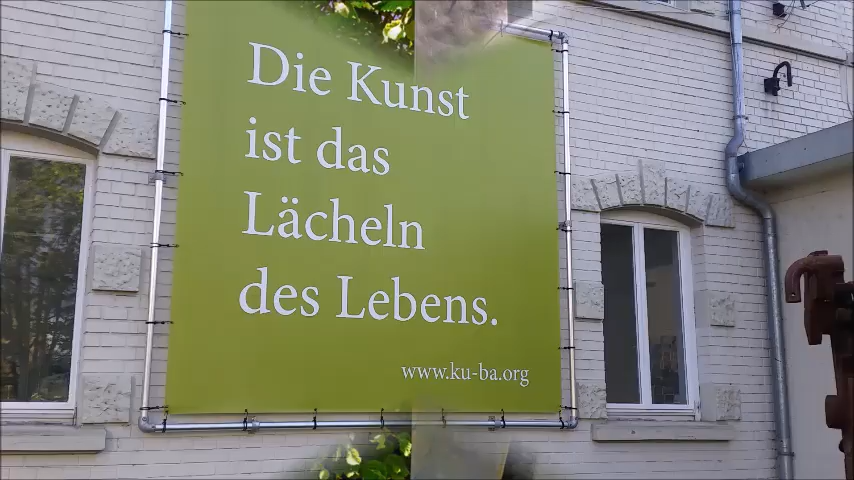 Die Kunst
ist das
Lächeln
des Lebens.
www.ku-ba.org